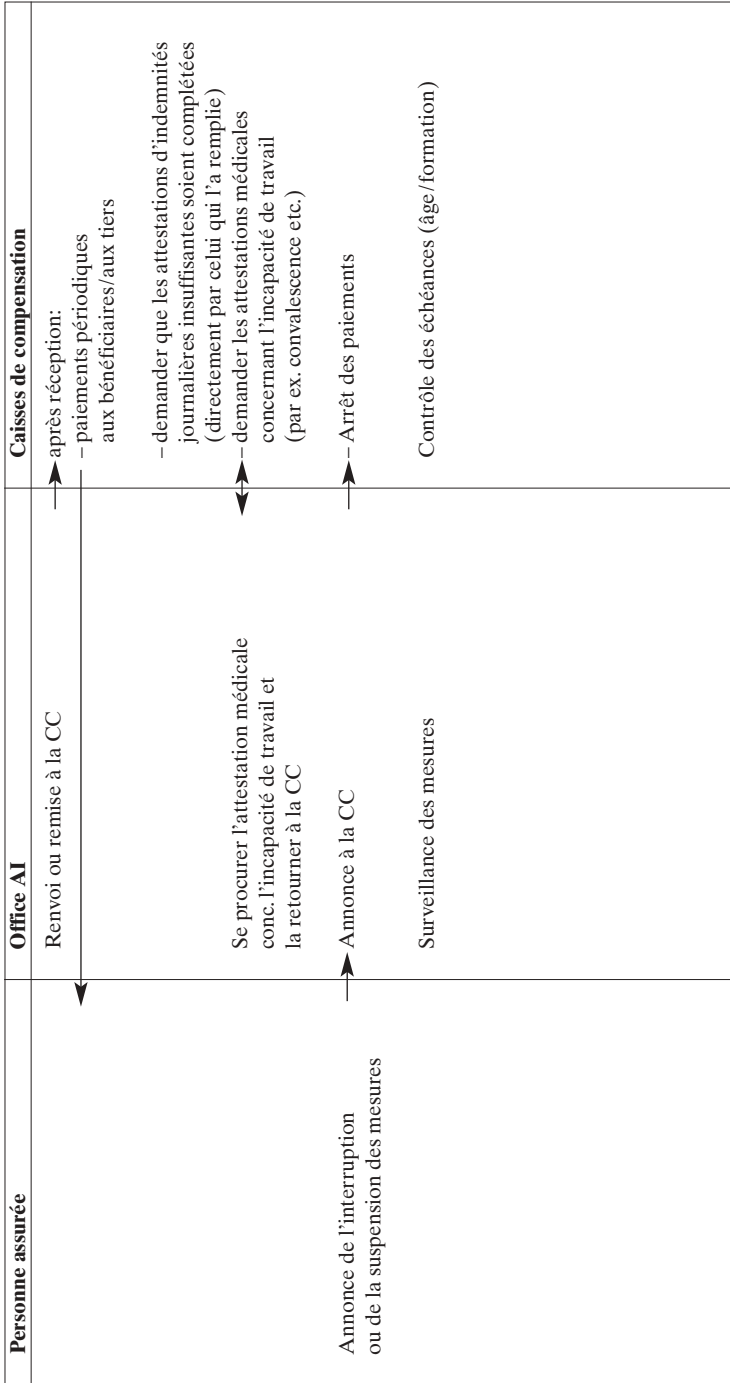 Personne assurée
Office AI
Caisses de compensation
Renvoi ou remise à la CC
après réception:
– paiements périodiques
aux bénéficiaires/aux tiers
– demander que les attestations d'indemnités
journalières insuffisantes soient complétées
(directement par celui qui l'a remplie)
Se procurer l'attestation médicale
conc. l'incapacité de travail et
la retourner à la CC
– demander les attestations médicales
concernant l'incapacité de travail
(par ex. convalescence etc.)
Annonce de l'interruption
ou de la suspension des mesures
Annonce à la CC
– Arrêt des paiements
Surveillance des mesures
Contrôle des échéances (âge/formation)